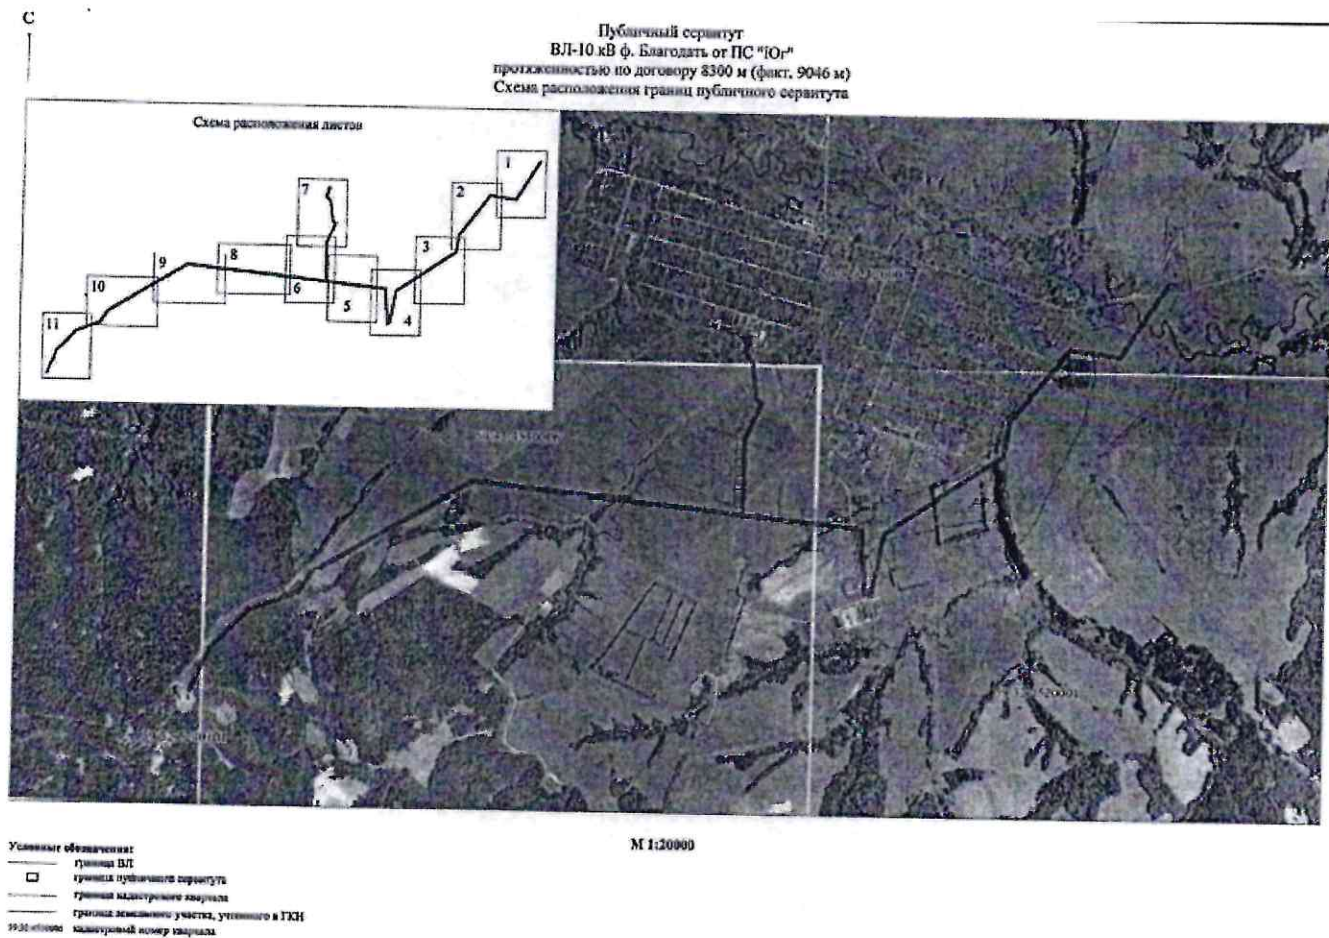 С
Публичный сервитут
ВЛ-10 кВ ф. Благодать от ПС "Юг"
протяженностью по договору 8300 м (факт. 9046 м)
Схема расположения границ публичного сервитута
Схема расположения листов
1
2
7
3
9
8
10
6
5
4
11
М 1:20000
Условные обозначения:
граница ВЛ
граница публичного сервитута
граница кадастрового квартала
граница земельного участка, учтенного в ГКН
кадастровый номер квартала